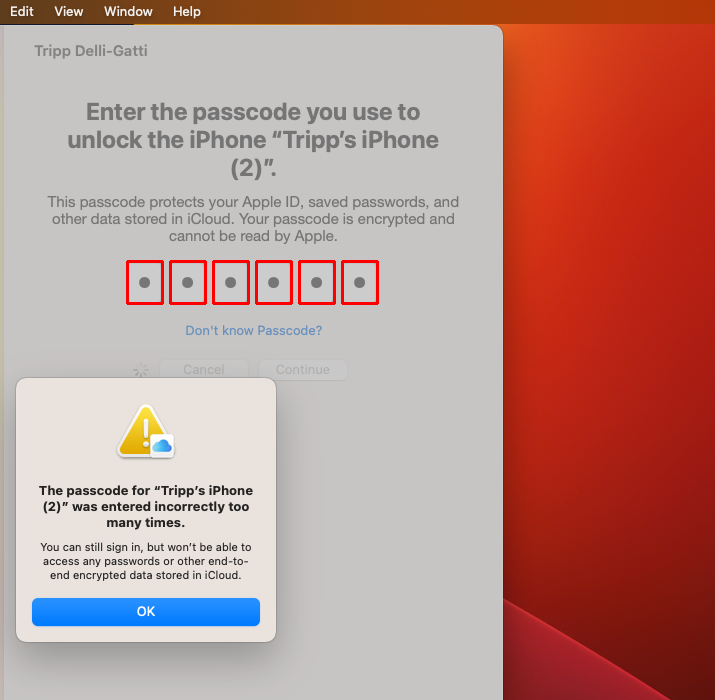 Edit View Window Help
Tripp Delli-Gatti
Enter the passcode you use to
unlock the iPhone “Tripp’s iPhone
(2)”.
This passcode protects your Apple ID, saved passwords, and
other data stored in iCloud. Your passcode is encrypted and
cannot be read by Apple.
Don't know Passcode?
Cancel Continue
The passcode for “Tripp’s iPhone
(2)” was entered incorrectly too
many times.
You can still sign in, but won’t be able to
access any passwords or other end-to-
end encrypted data stored in iCloud.
OK